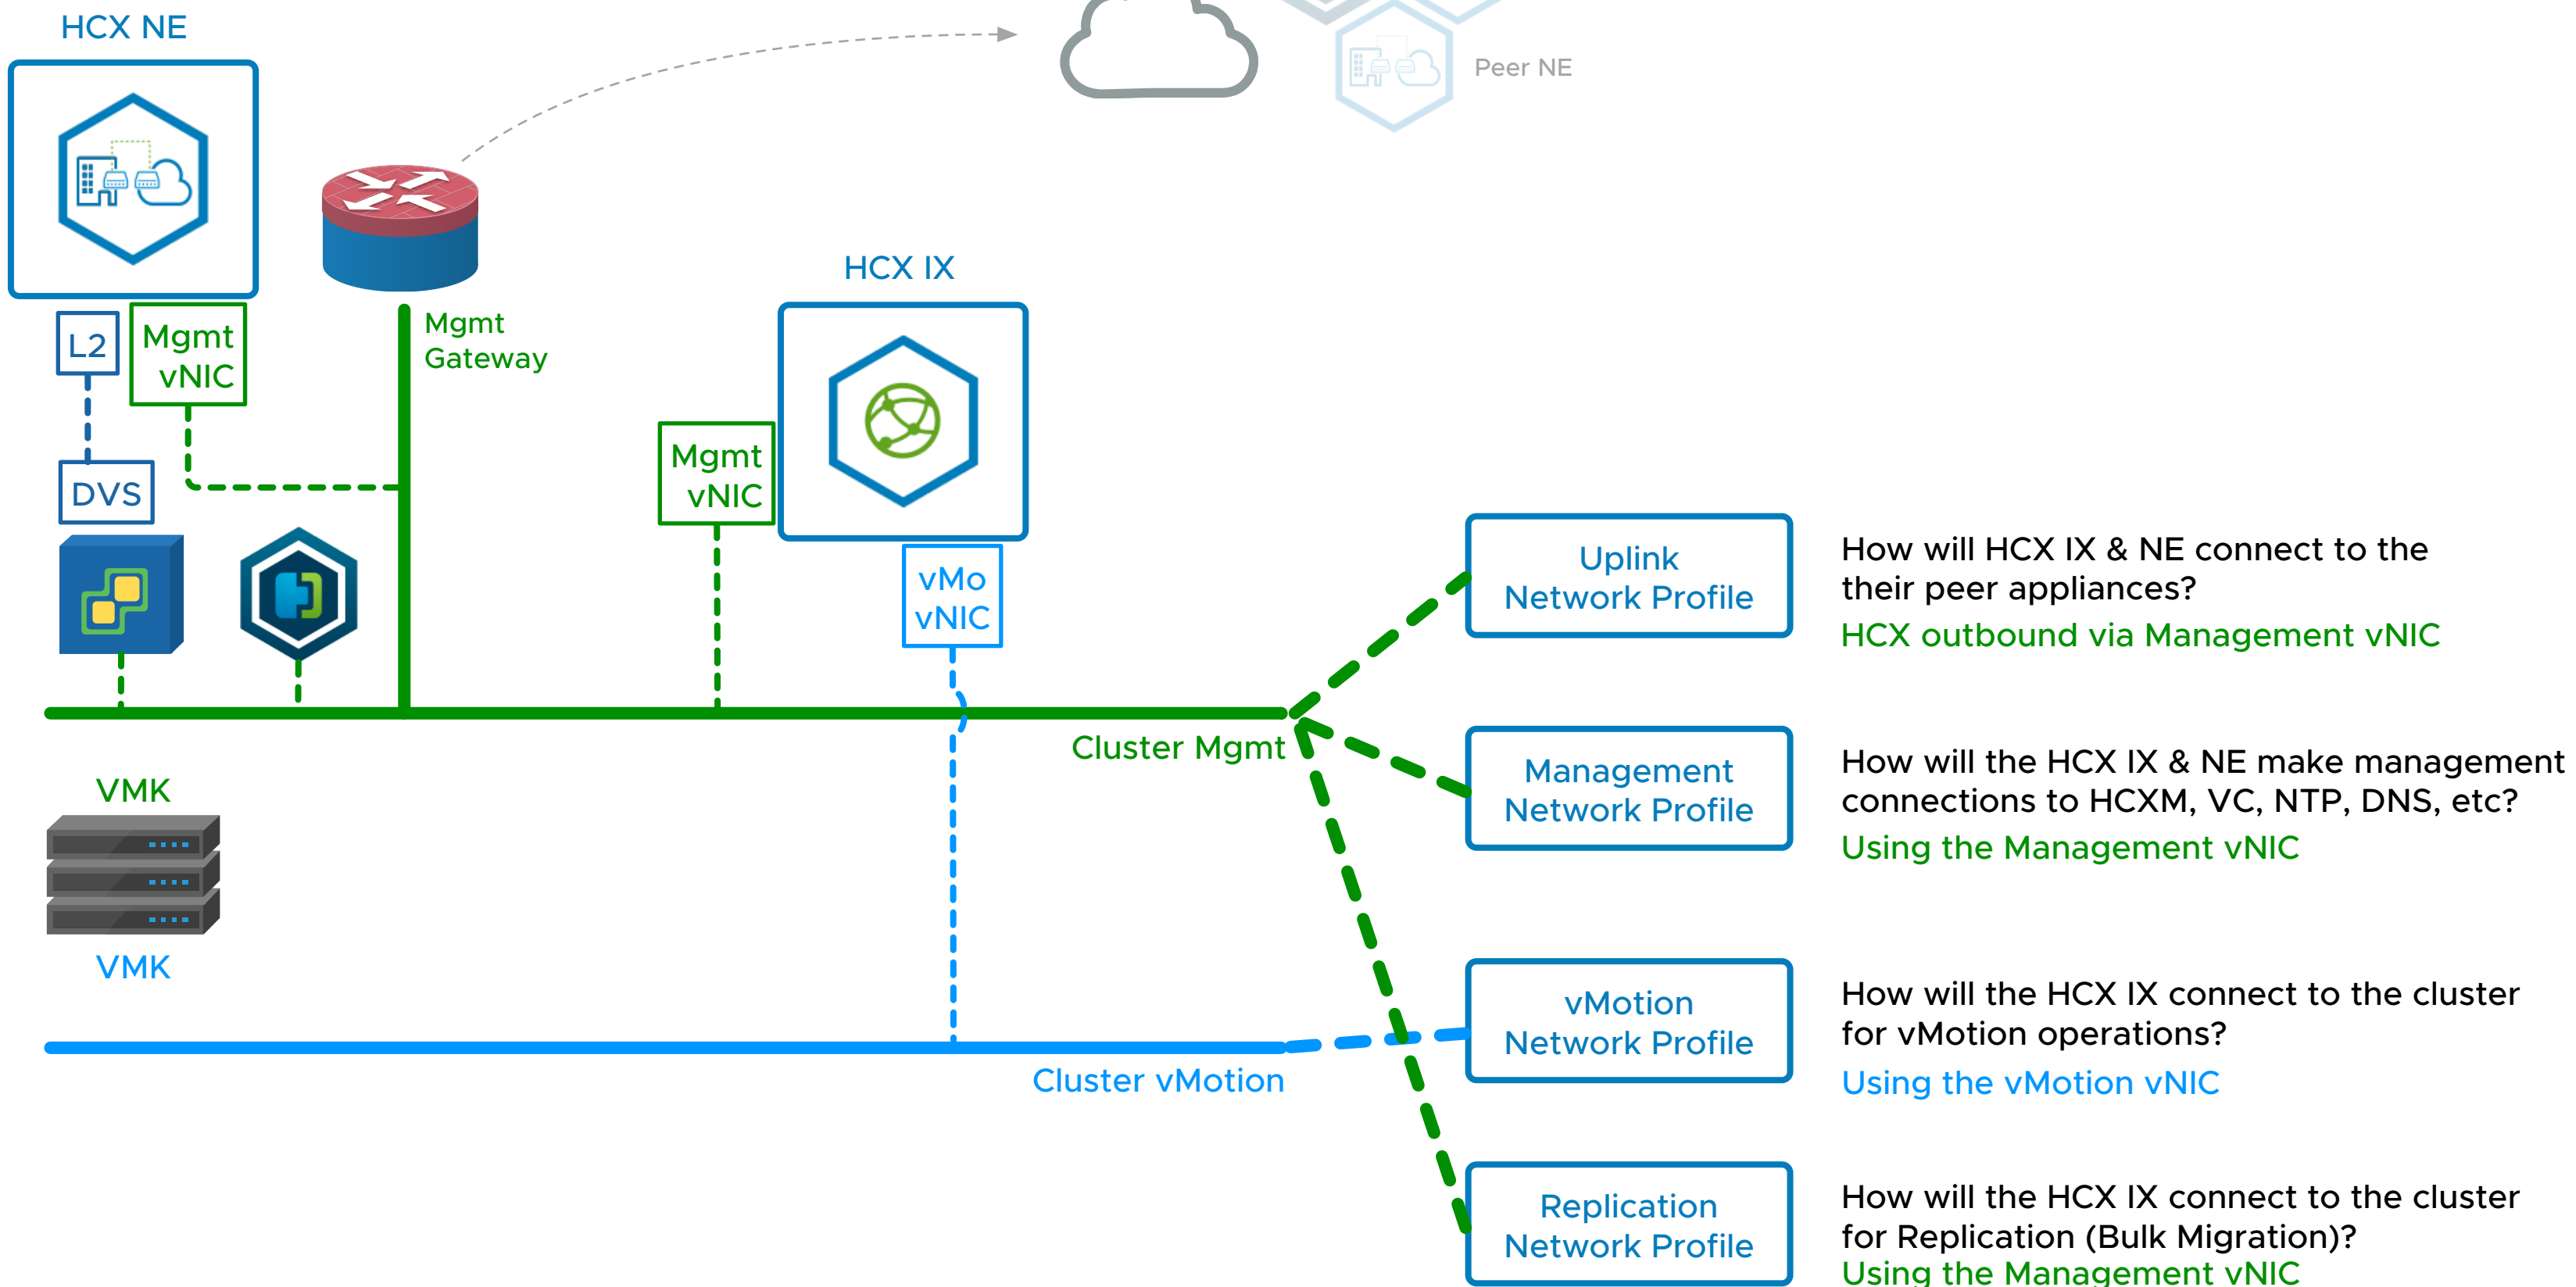 HCX NE
Peer NE
L2
Mgmt
vNIC
Mgmt
Gateway
HCX IX
DVS
Mgmt
vNIC
vMo
vNIC
Uplink
Network Profile
How will HCX IX & NE connect to the
their peer appliances?
HCX outbound via Management vNIC
Cluster Mgmt
Management
Network Profile
How will the HCX IX & NE make management
connections to HCXM, VC, NTP, DNS, etc?
Using the Management vNIC
VMK
VMK
vMotion
Network Profile
How will the HCX IX connect to the cluster
for vMotion operations?
Using the vMotion vNIC
Cluster vMotion
Replication
Network Profile
How will the HCX IX connect to the cluster
for Replication (Bulk Migration)?
Using the Management vNIC